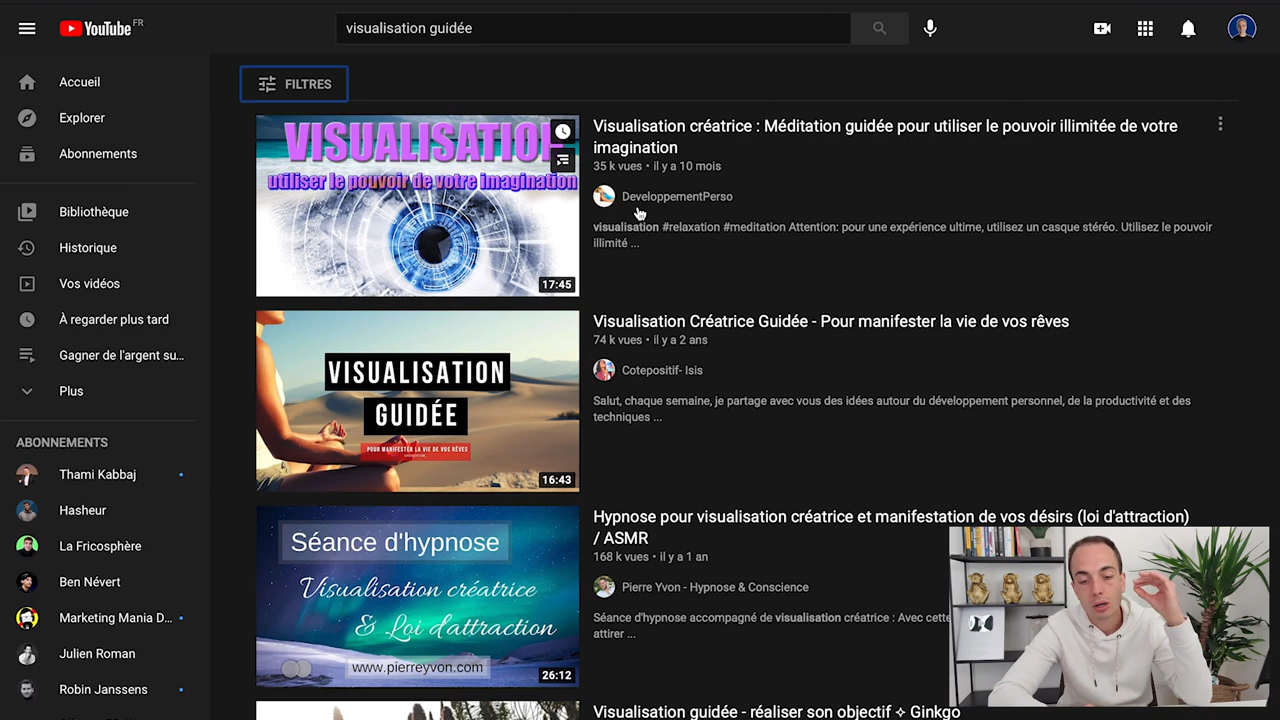 YouTube FR
visualisation guidée
Accueil
Explorer
Abonnements
Bibliothèque
Historique
Vos vidéos
À regarder plus tard
Gagner de l'argent su...
Plus
ABONNEMENTS
Thami Kabbaj
Hasheur
La Fricosphère
Ben Névert
Marketing Mania D...
Julien Roman
Robin Janssens
FILTRES
VISUALISATION
utiliser le pouvoir de votre imagination
17:45
Visualisation créatrice : Méditation guidée pour utiliser le pouvoir illimitée de votre
imagination
35 k vues • il y a 10 mois
DeveloppementPerso
visualisation #relaxation #meditation Attention: pour une expérience ultime, utilisez un casque stéréo. Utilisez le pouvoir
illimité ...
VISUALISATION
GUIDÉE
POUR MANIFESTER LA VIE DE VOS RÊVES
16:43
Visualisation Créatrice Guidée - Pour manifester la vie de vos rêves
74 k vues • il y a 2 ans
Cotepositif- Isis
Salut, chaque semaine, je partage avec vous des idées autour du développement personnel, de la productivité et des
techniques ...
Séance d'hypnose
Visualisation créatrice
& Loi d'attraction
www.pierreyvon.com
26:12
Hypnose pour visualisation créatrice et manifestation de vos désirs (loi d'attraction)
/ ASMR
168 k vues • il y a 1 an
Pierre Yvon - Hypnose & Conscience
Séance d'hypnose accompagné de visualisation créatrice : Avec cette
attirer ...
Visualisation guidée - réaliser son objectif ✧ Ginkgo